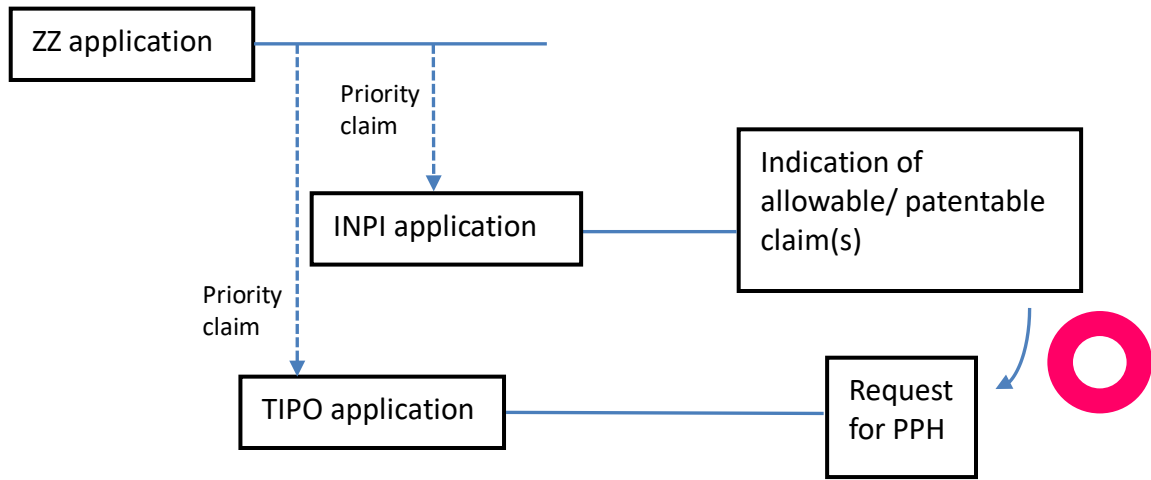 ZZ application
Priority
claim
INPI application
Indication of
allowable/ patentable
claim(s)
Priority
claim
TIPO application
Request
for PPH